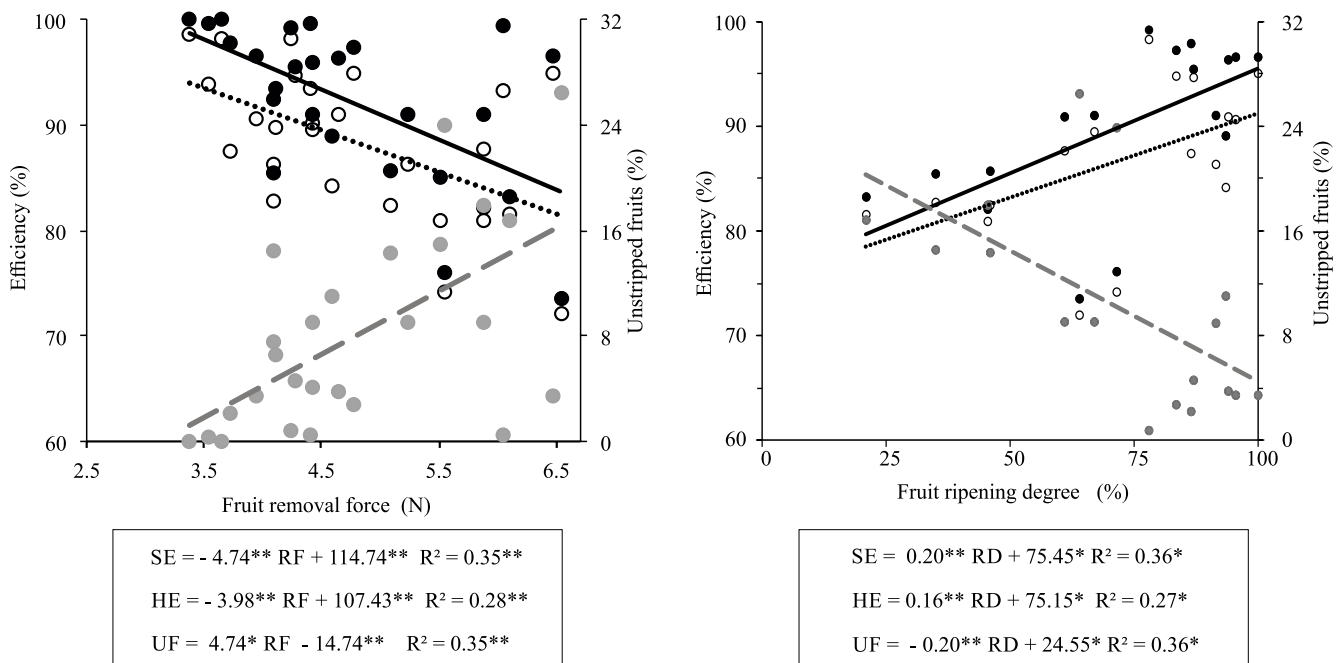 100
90
80
70
60
Efficiency (%)
32
24
16
8
0
Unstripped fruits (%)
2.5 3.5 4.5 5.5 6.5
Fruit removal force (N)
SE = - 4.74** RF + 114.74** R² = 0.35**
HE = - 3.98** RF + 107.43** R² = 0.28**
UF = 4.74* RF - 14.74** R² = 0.35**
100
90
80
70
60
Efficiency (%)
32
24
16
8
0
Unstripped fruits (%)
0 25 50 75 100
Fruit ripening degree (%)
SE = 0.20** RD + 75.45* R² = 0.36*
HE = 0.16** RD + 75.15* R² = 0.27*
UF = - 0.20** RD + 24.55* R² = 0.36*